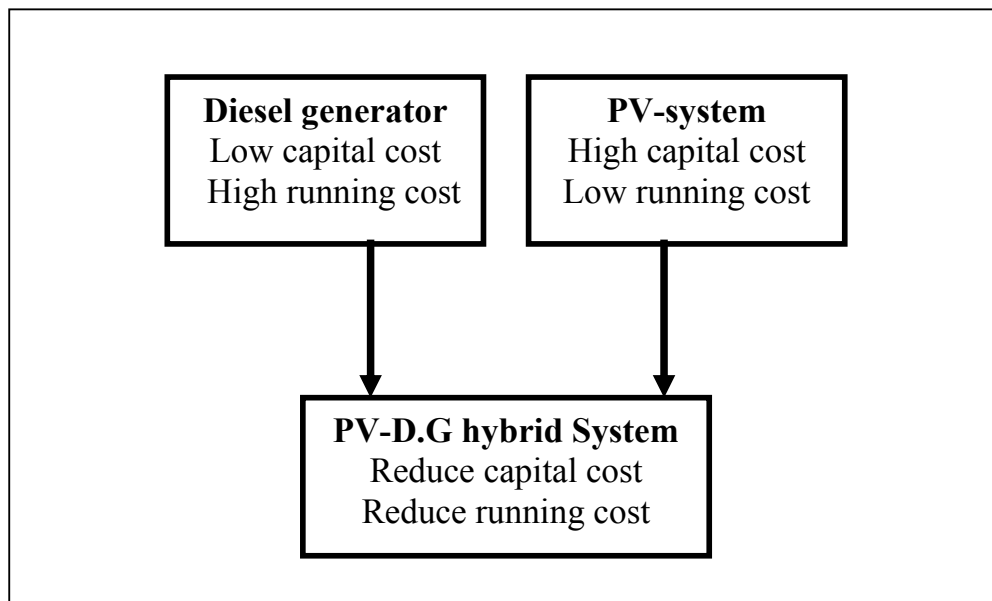 Diesel generator
Low capital cost
High running cost
PV-system
High capital cost
Low running cost
PV-D.G hybrid System
Reduce capital cost
Reduce running cost